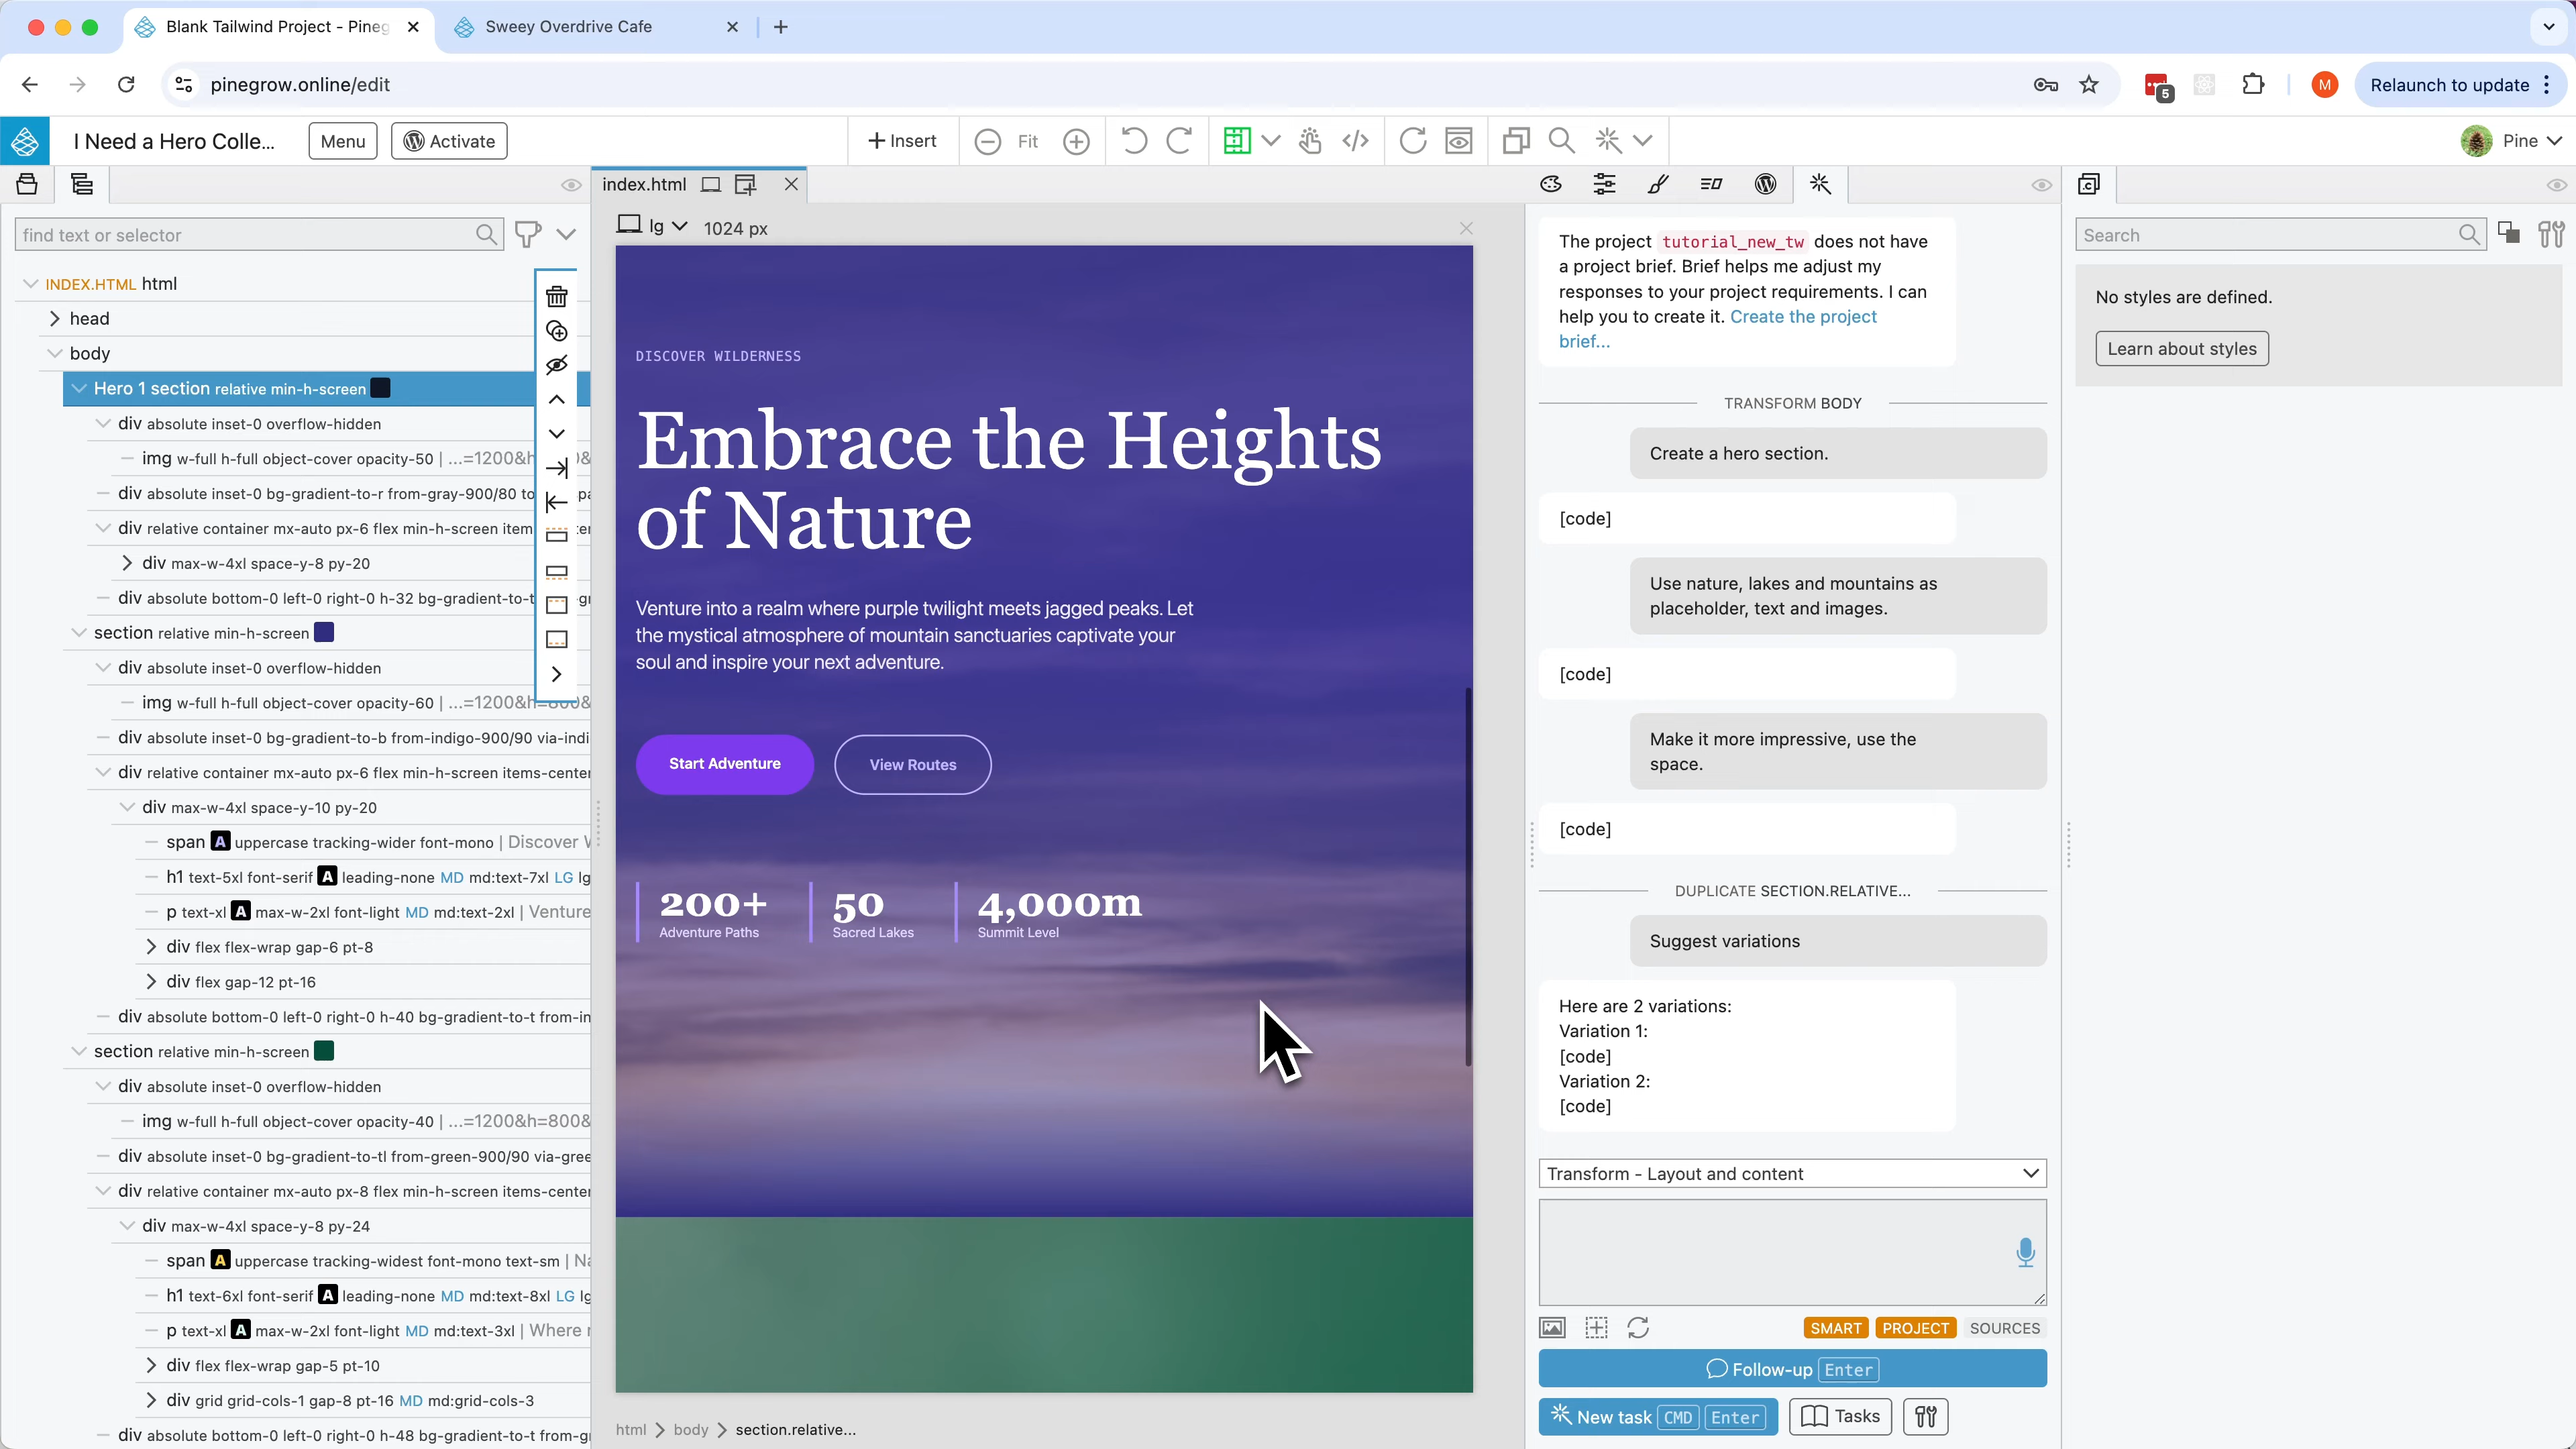 Blank Tailwind Project - Pineg
Sweey Overdrive Cafe
pinegrow.online/edit
5
M
Relaunch to update
I Need a Hero Colle...
Menu
Activate
Insert
Fit
Pine
index.html
find text or selector
lg
1024 px
INDEX.HTML html
head
body
Hero 1 section relative min-h-screen
div absolute inset-0 overflow-hidden
img w-full h-full object-cover opacity-50 | ...=1200&h
div absolute inset-0 bg-gradient-to-r from-gray-900/80 to
div relative container mx-auto px-6 flex min-h-screen item
div max-w-4xl space-y-8 py-20
div absolute bottom-0 left-0 right-0 h-32 bg-gradient-to-t
section relative min-h-screen
div absolute inset-0 overflow-hidden
img w-full h-full object-cover opacity-60 | ...=1200&h=800&
div absolute inset-0 bg-gradient-to-b from-indigo-900/90 via-indi
div relative container mx-auto px-6 flex min-h-screen items-center
div max-w-4xl space-y-10 py-20
span A uppercase tracking-wider font-mono | Discover W
h1 text-5xl font-serif A leading-none MD md:text-7xl LG lg
p text-xl A max-w-2xl font-light MD md:text-2xl | Venture
div flex flex-wrap gap-6 pt-8
div flex gap-12 pt-16
div absolute bottom-0 left-0 right-0 h-40 bg-gradient-to-t from-in
section relative min-h-screen
div absolute inset-0 overflow-hidden
img w-full h-full object-cover opacity-40 | ...=1200&h=800&
div absolute inset-0 bg-gradient-to-tl from-green-900/90 via-gree
div relative container mx-auto px-8 flex min-h-screen items-center
div max-w-4xl space-y-8 py-24
span A uppercase tracking-widest font-mono text-sm | Na
h1 text-6xl font-serif A leading-none MD md:text-8xl LG lg
p text-xl A max-w-2xl font-light MD md:text-3xl | Where
div flex flex-wrap gap-5 pt-10
div grid grid-cols-1 gap-8 pt-16 MD md:grid-cols-3
div absolute bottom-0 left-0 right-0 h-48 bg-gradient-to-t from-g
DISCOVER WILDERNESS
Embrace the Heights
of Nature
Venture into a realm where purple twilight meets jagged peaks. Let
the mystical atmosphere of mountain sanctuaries captivate your
soul and inspire your next adventure.
Start Adventure
View Routes
200+
Adventure Paths
50
Sacred Lakes
4,000m
Summit Level
html > body > section.relative...
The project tutorial_new_tw does not have
a project brief. Brief helps me adjust my
responses to your project requirements. I can
help you to create it. Create the project
brief...
TRANSFORM BODY
Create a hero section.
[code]
Use nature, lakes and mountains as
placeholder, text and images.
[code]
Make it more impressive, use the
space.
[code]
DUPLICATE SECTION.RELATIVE...
Suggest variations
Here are 2 variations:
Variation 1:
[code]
Variation 2:
[code]
Transform - Layout and content
SMART PROJECT SOURCES
Follow-up Enter
New task CMD Enter
Tasks
Search
No styles are defined.
Learn about styles